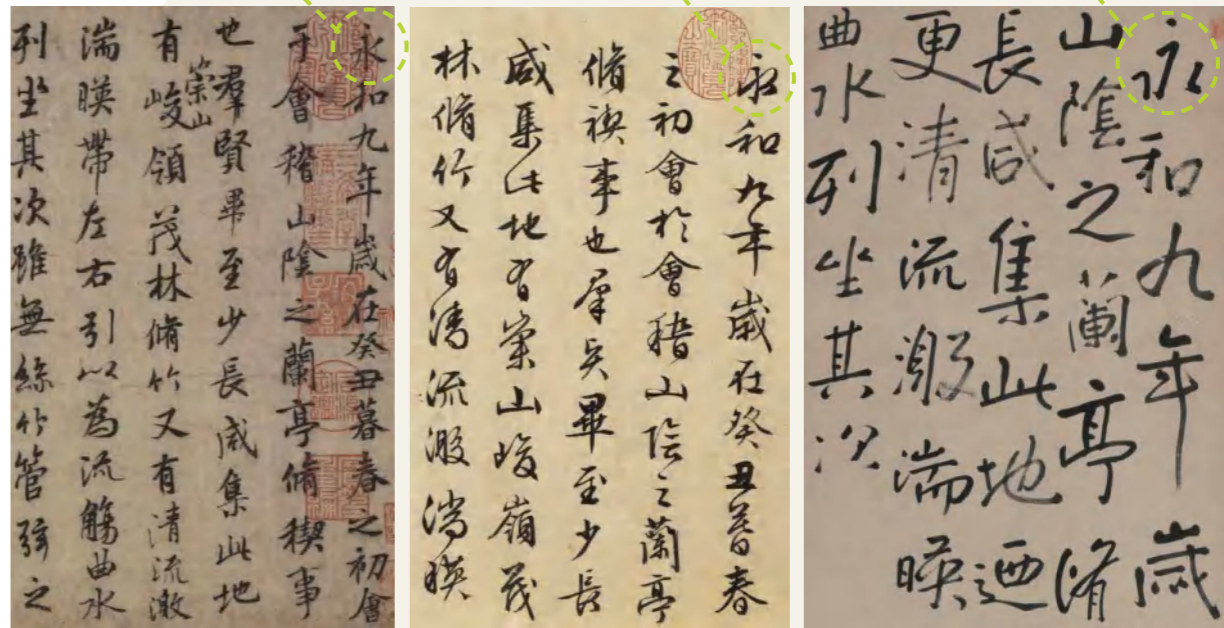 永和九年歲在癸丑暮春之初會
于會稽山陰之蘭亭脩稧事
也羣賢畢至少長咸集此地
有崇山峻領茂林脩竹又有清流激
湍暎帶左右引以為流觴曲水
列坐其次雖無絲竹管弦之
永和九年歲在癸丑暮春
之初會於會稽山陰之蘭亭
脩禊事也群賢畢至少長
咸集此地有崇山峻嶺茂
林脩竹又有清流激湍暎
永和九年歲
山陰之蘭亭脩
長咸集此地迺
更清流激湍暎
曲水列坐其次